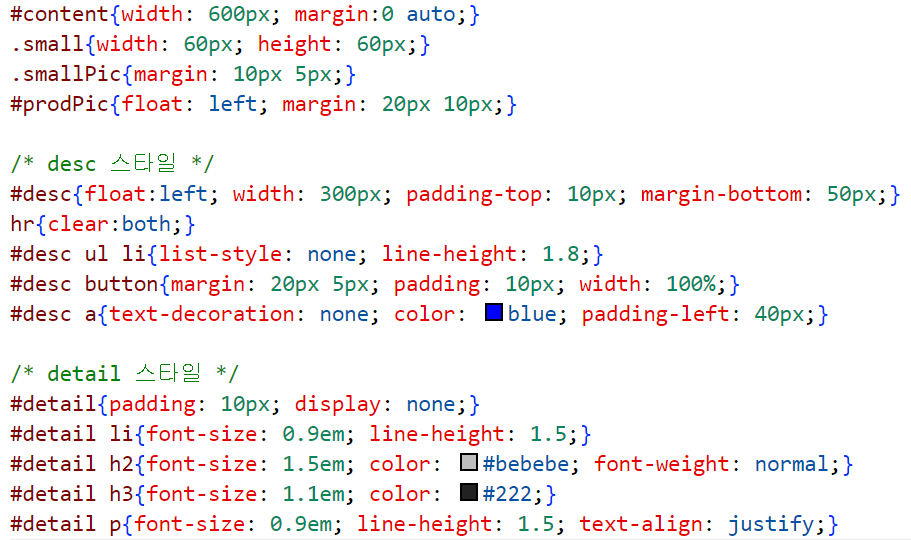 #content{width: 600px; margin:0 auto;}
.small{width: 60px; height: 60px;}
.smallPic{margin: 10px 5px;}
#prodPic{float: left; margin: 20px 10px;}
/* desc 스타일 */
#desc{float:left; width: 300px; padding-top: 10px; margin-bottom: 50px;}
hr{clear:both;}
#desc ul li{list-style: none; line-height: 1.8;}
#desc button{margin: 20px 5px; padding: 10px; width: 100%;}
#desc a{text-decoration: none; color: blue; padding-left: 40px;}
/* detail 스타일 */
#detail{padding: 10px; display: none;}
#detail li{font-size: 0.9em; line-height: 1.5;}
#detail h2{font-size: 1.5em; color: #bebebe; font-weight: normal;}
#detail h3{font-size: 1.1em; color: #222;}
#detail p{font-size: 0.9em; line-height: 1.5; text-align: justify;}